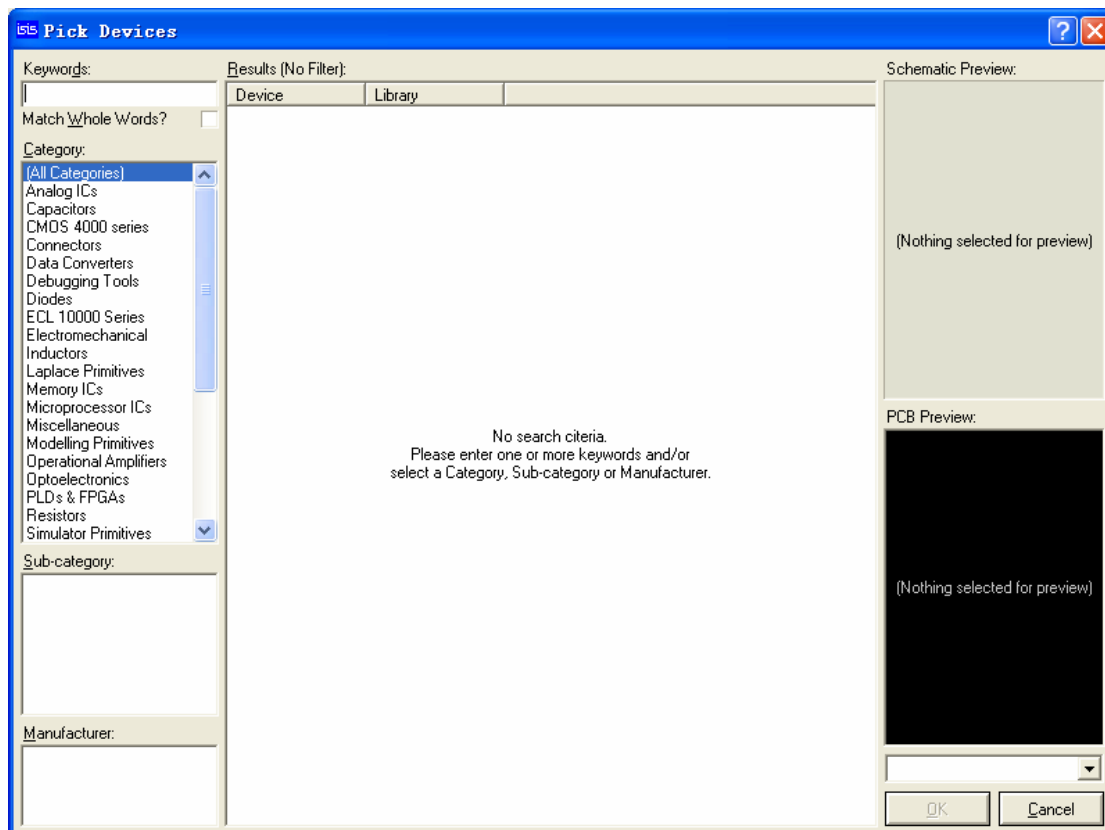 isis Pick Devices
Keywords:
Match Whole Words?
Category:
(All Categories)
Analog ICs
Capacitors
CMOS 4000 series
Connectors
Data Converters
Debugging Tools
Diodes
ECL 10000 Series
Electromechanical
Inductors
Laplace Primitives
Memory ICs
Microprocessor ICs
Miscellaneous
Modelling Primitives
Operational Amplifiers
Optoelectronics
PLDs & FPGAs
Resistors
Simulator Primitives
Sub-category:
Manufacturer:
Results (No Filter):
Device Library
No search citeria.
Please enter one or more keywords and/or
select a Category, Sub-category or Manufacturer.
Schematic Preview:
(Nothing selected for preview)
PCB Preview:
(Nothing selected for preview)
OK Cancel